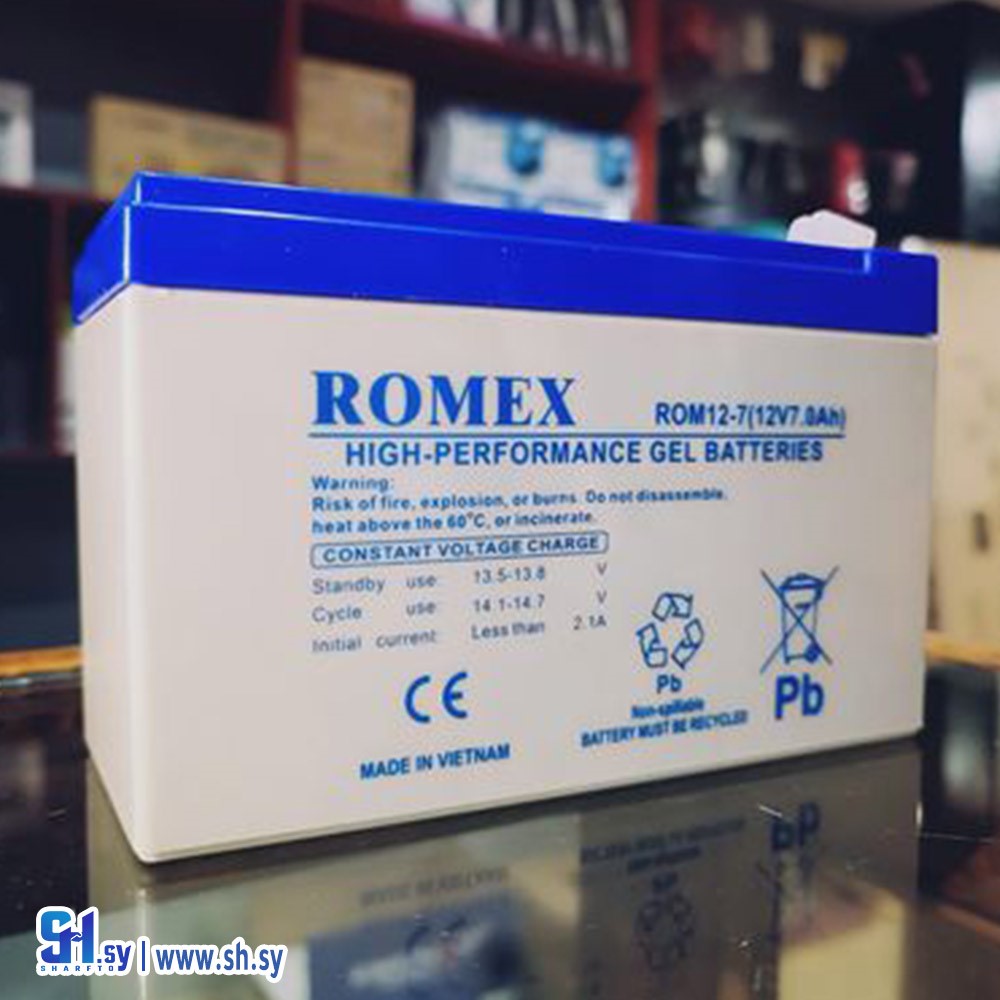 ROMEX
ROM12-7(12V7.0Ah)
HIGH-PERFORMANCE GEL BATTERIES
Warning:
Risk of fire, explosion, or burns. Do not disassemble,
heat above the 60°C, or incinerate.
CONSTANT VOLTAGE CHARGE
Standby use: 13.5-13.8 V
Cycle use: 14.1-14.7 V
Initial current: Less than 2.1A
CE
Pb
Pb
Non-spillable
BATTERY MUST BE RECYCLED
MADE IN VIETNAM
SH.sy | www.sh.sy
SHARFTO